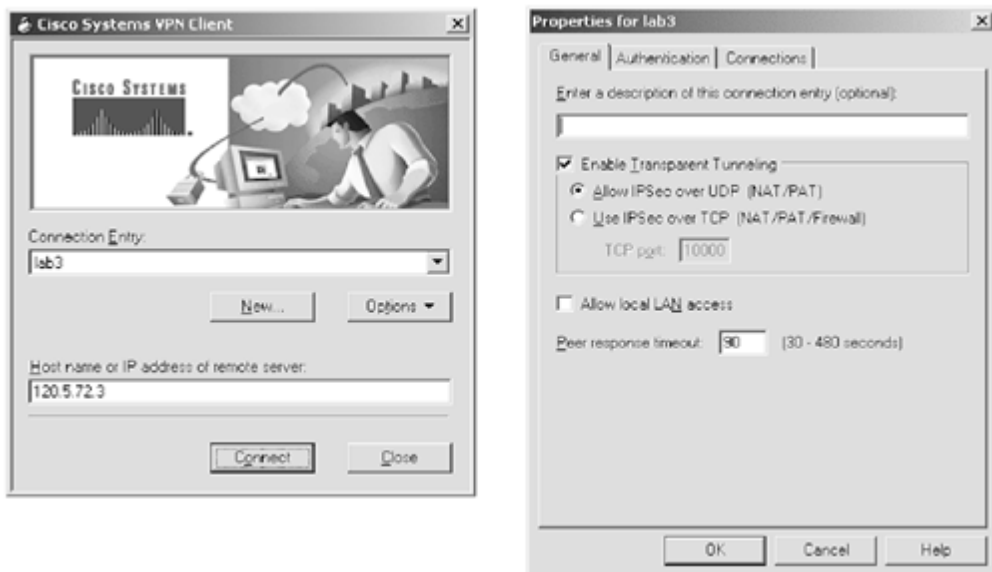 Cisco Systems VPN Client
CISCO SYSTEMS
Connection Entry:
lab3
New...
Options
Host name or IP address of remote server:
120.5.72.3
Connect
Close
Properties for lab3
General
Authentication
Connections
Enter a description of this connection entry (optional):
Enable Transparent Tunneling
Allow IPSec over UDP (NAT/PAT)
Use IPSec over TCP (NAT/PAT/Firewall)
TCP port: 10000
Allow local LAN access
Peer response timeout: 90 (30 - 480 seconds)
OK
Cancel
Help